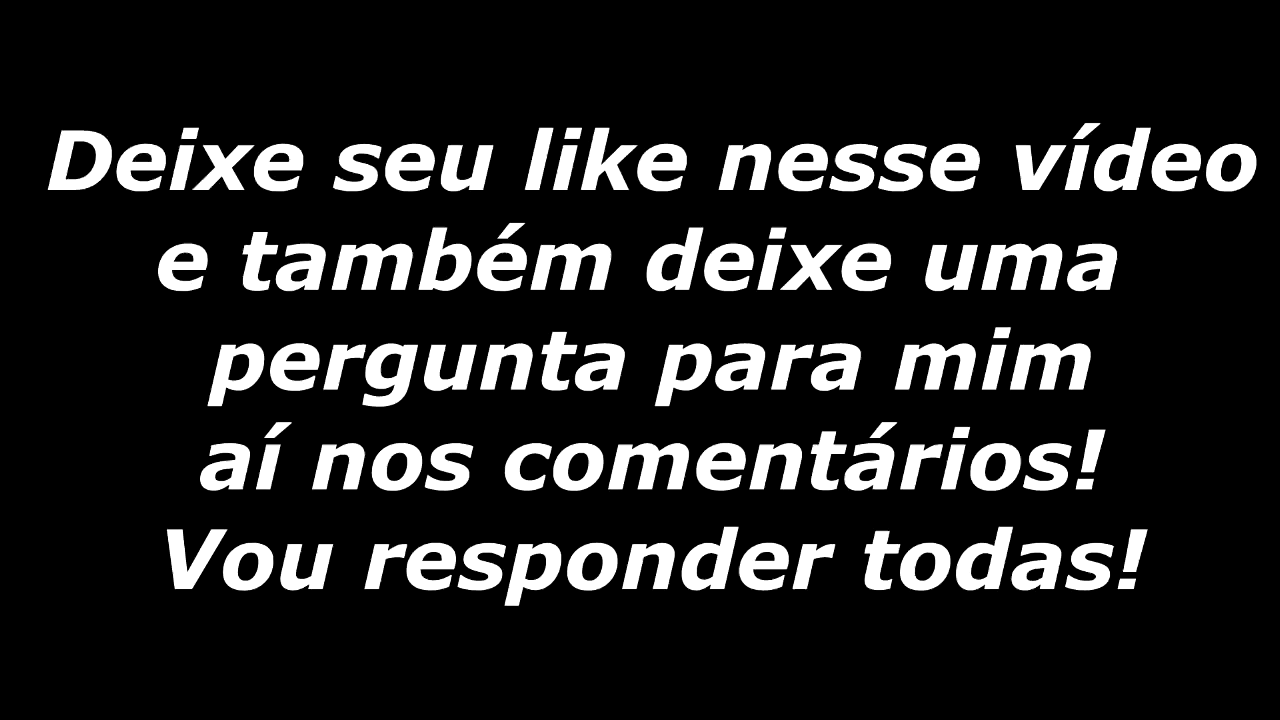 Deixe seu like nesse vídeo
e também deixe uma
pergunta para mim
aí nos comentários!
Vou responder todas!